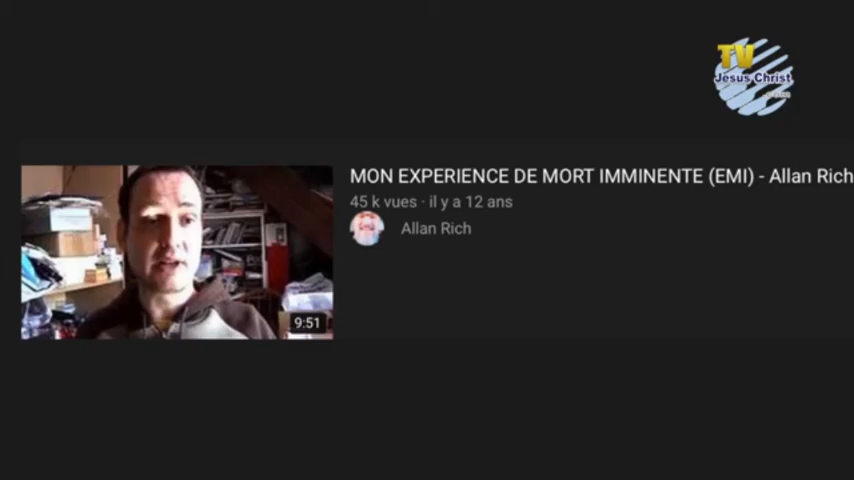 TV
Jesus Christ
.com
MON EXPERIENCE DE MORT IMMINENTE (EMI) - Allan Rich
45 k vues · il y a 12 ans
Allan Rich
9:51